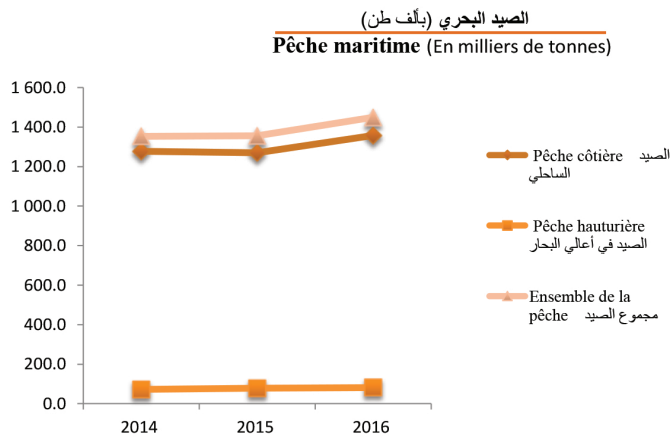 الصيد البحري (بألف طن)
Pêche maritime (En milliers de tonnes)
1 600.0
1 400.0
1 200.0
1 000.0
800.0
600.0
400.0
200.0
0.0
2014 2015 2016
Pêche côtière الصيد
الساحلي
Pêche hauturière
الصيد في أعالي البحار
Ensemble de la
pêche مجموع الصيد